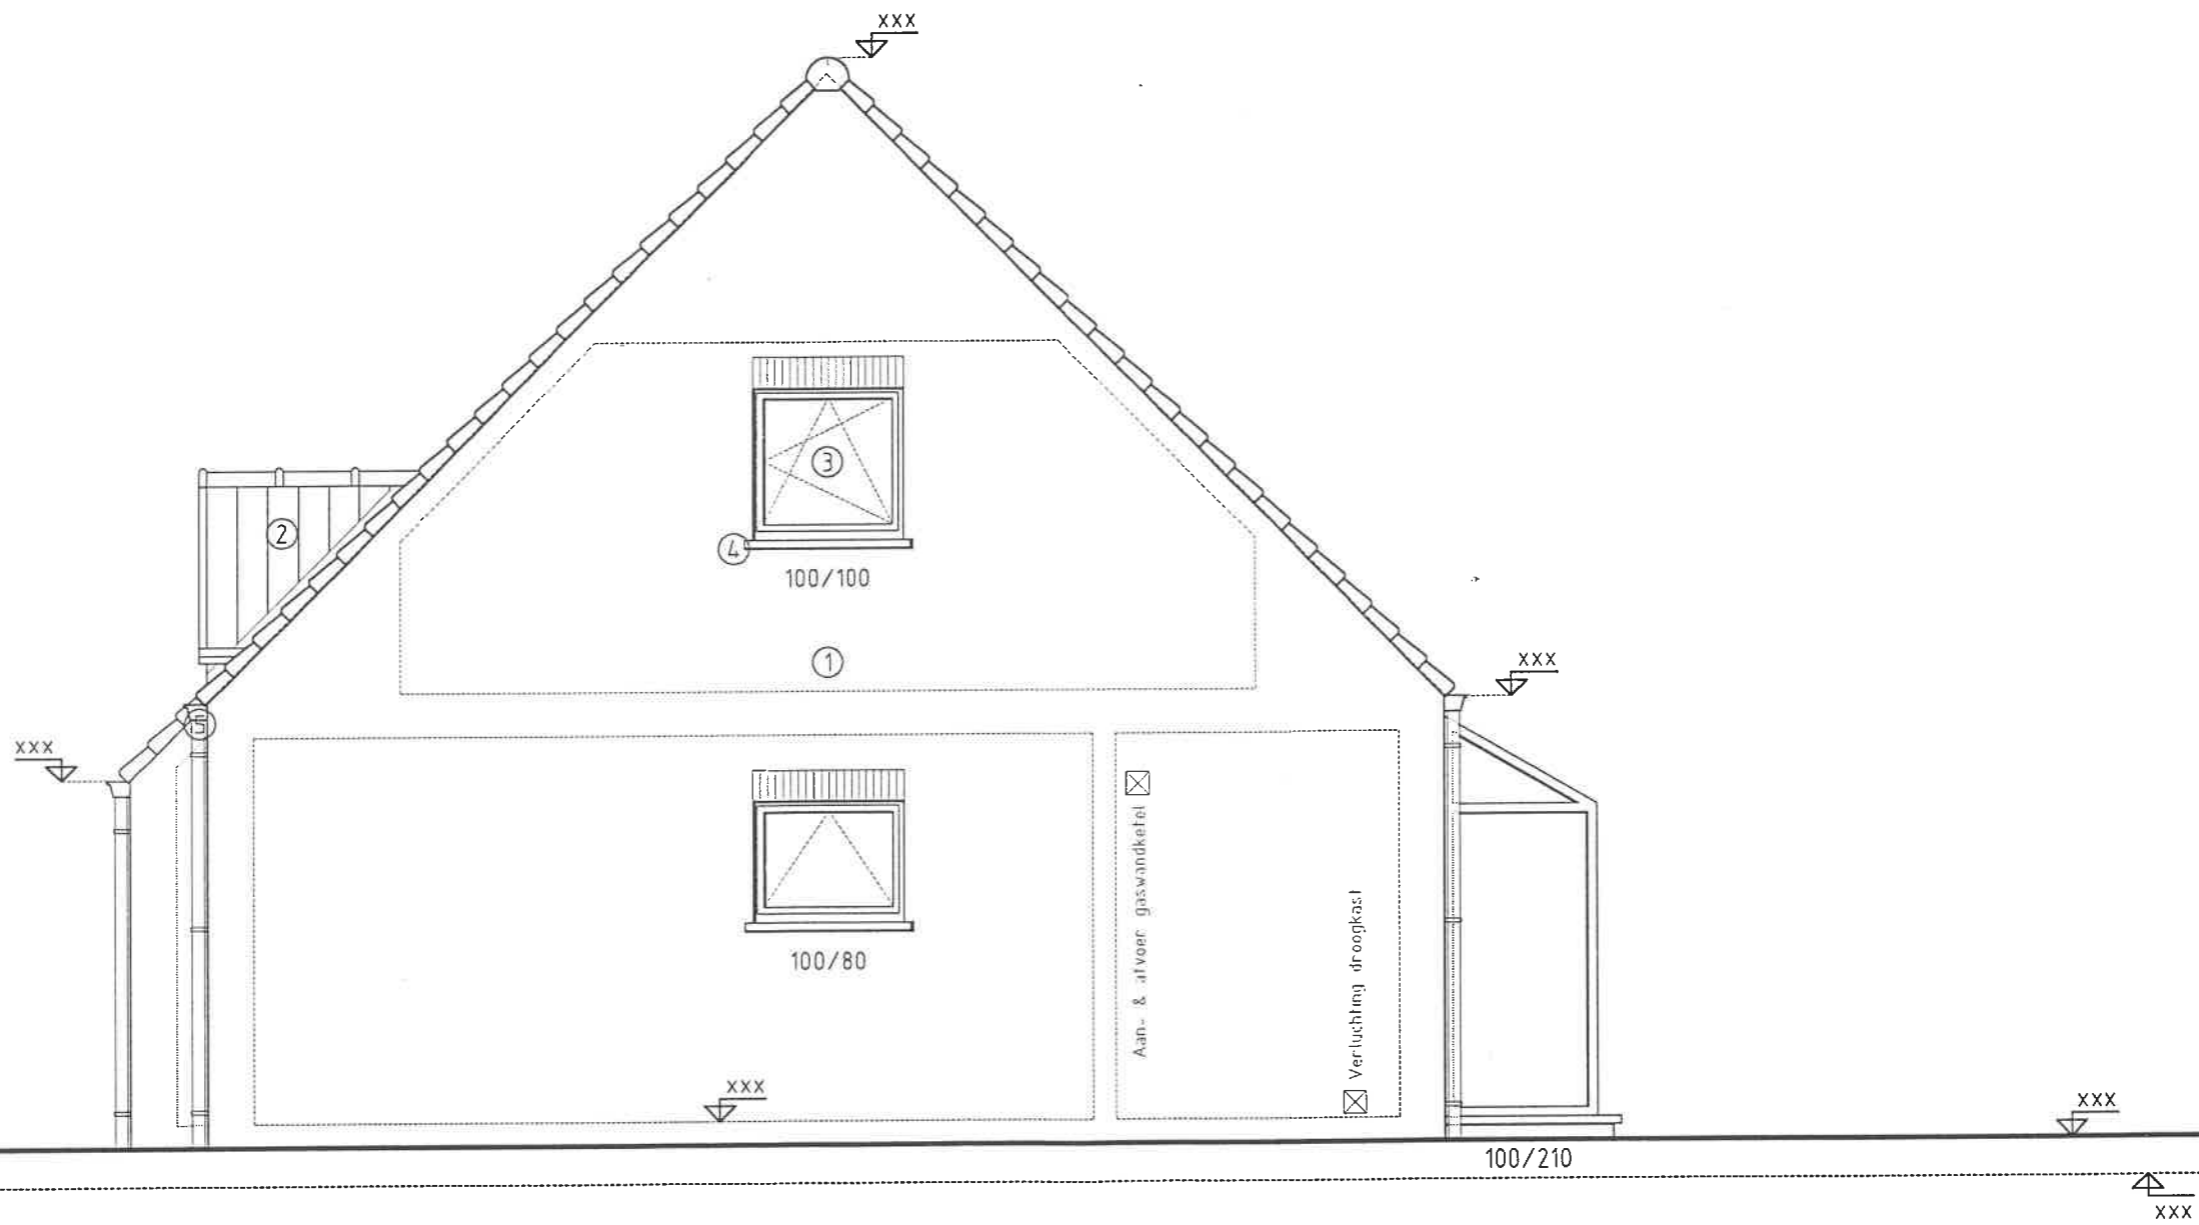 xxx
3
2
4
100/100
1
xxx
5
xxx
Aan- & afvoer gaswandketel
Verluchting droogkast
100/80
xxx
xxx
100/210
xxx